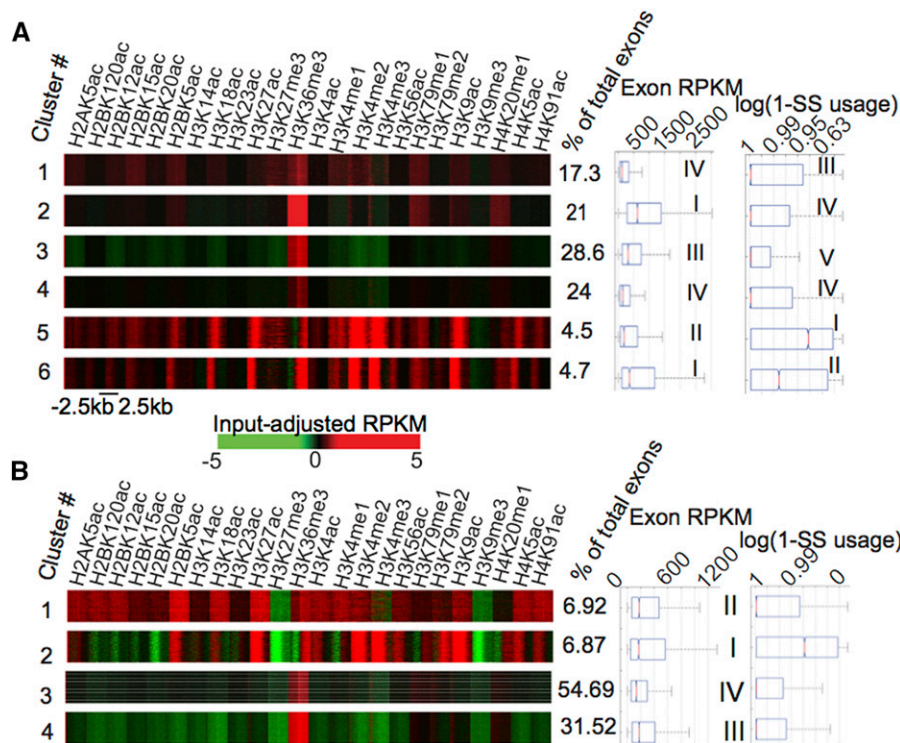 A
Cluster #
H2AK5ac
H2BK120ac
H2BK12ac
H2BK15ac
H2BK20ac
H2BK5ac
H3K14ac
H3K18ac
H3K23ac
H3K27ac
H3K27me3
H3K36me3
H3K4ac
H3K4me1
H3K4me2
H3K4me3
H3K56ac
H3K79me1
H3K79me2
H3K9ac
H3K9me3
H4K20me1
H4K5ac
H4K91ac
% of total exons
Exon RPKM
500 1500 2500
log(1-SS usage)
1 0.99 0.95 0.63
1 17.3 IV III
2 21 I IV
3 28.6 III V
4 24 IV IV
5 4.5 II I
6 4.7 I II
-2.5kb 2.5kb
Input-adjusted RPKM
-5 0 5
B
Cluster #
H2AK5ac
H2BK120ac
H2BK12ac
H2BK15ac
H2BK20ac
H2BK5ac
H3K14ac
H3K18ac
H3K23ac
H3K27ac
H3K27me3
H3K36me3
H3K4ac
H3K4me1
H3K4me2
H3K4me3
H3K56ac
H3K79me1
H3K79me2
H3K9ac
H3K9me3
H4K20me1
H4K5ac
H4K91ac
% of total exons
Exon RPKM
0 600 1200
log(1-SS usage)
1 0.99 0
1 6.92 II
2 6.87 I
3 54.69 IV
4 31.52 III